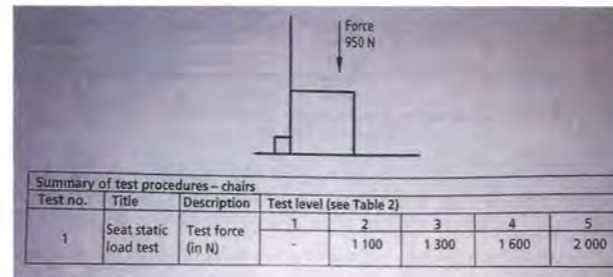 Force
950 N
Summary of test procedures – chairs
Test no. Title Description Test level (see Table 2)
1 2 3 4 5
1 Seat static load test Test force (in N) - 1 100 1 300 1 600 2 000